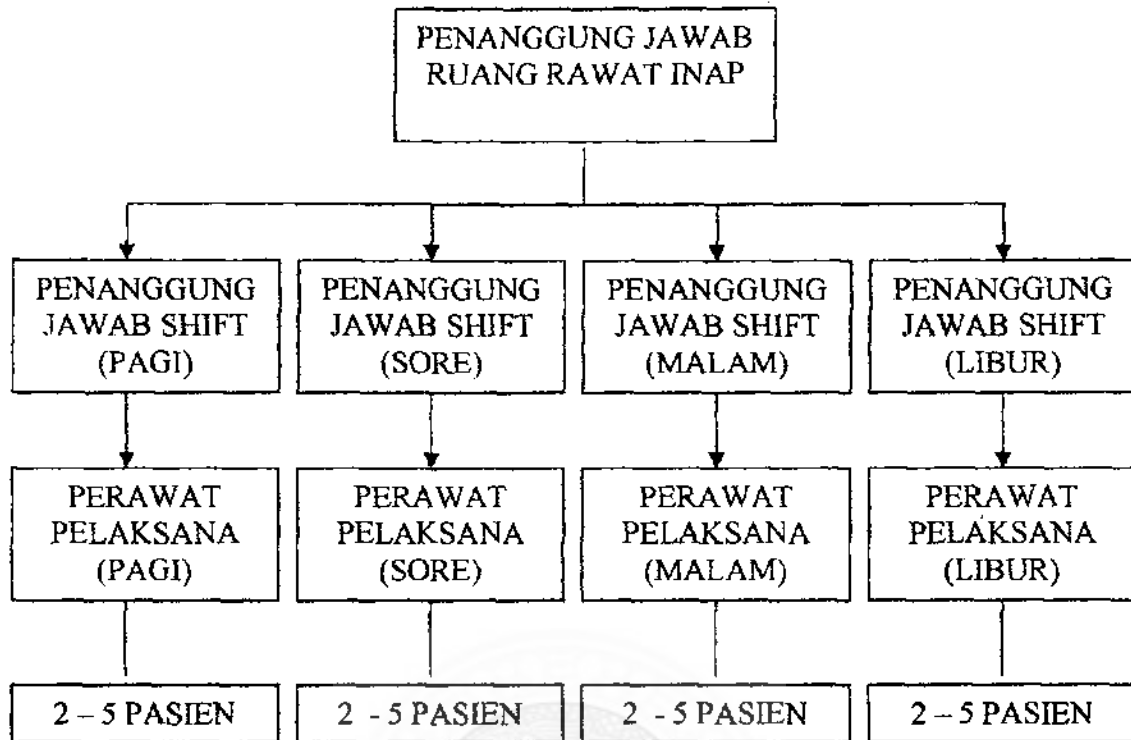 PENANGGUNG JAWAB
RUANG RAWAT INAP
PENANGGUNG
JAWAB SHIFT
(PAGI)
PENANGGUNG
JAWAB SHIFT
(SORE)
PENANGGUNG
JAWAB SHIFT
(MALAM)
PENANGGUNG
JAWAB SHIFT
(LIBUR)
PERAWAT
PELAKSANA
(PAGI)
PERAWAT
PELAKSANA
(SORE)
PERAWAT
PELAKSANA
(MALAM)
PERAWAT
PELAKSANA
(LIBUR)
2 – 5 PASIEN
2 - 5 PASIEN
2 - 5 PASIEN
2 – 5 PASIEN